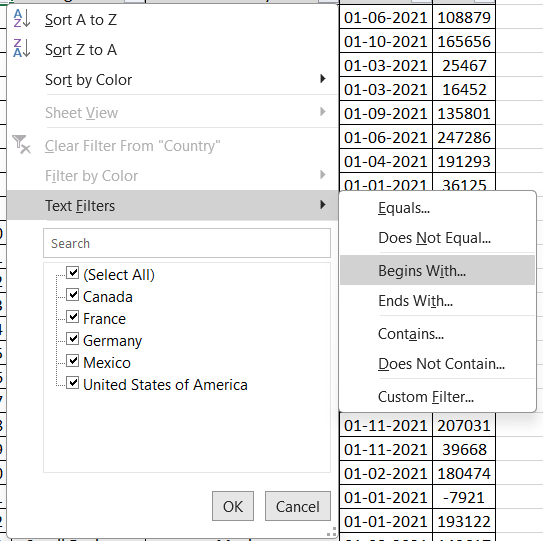 Sort A to Z
Sort Z to A
Sort by Color
Sheet View
Clear Filter From "Country"
Filter by Color
Text Filters
Search
(Select All)
Canada
France
Germany
Mexico
United States of America
OK Cancel
Equals...
Does Not Equal...
Begins With...
Ends With...
Contains...
Does Not Contain...
Custom Filter...
01-06-2021 108879
01-10-2021 165656
01-03-2021 25467
01-03-2021 16452
01-09-2021 135801
01-06-2021 247286
01-04-2021 191293
01-01-2021 36125
01-11-2021 207031
01-11-2021 39668
01-02-2021 180474
01-01-2021 -7921
01-01-2021 193122